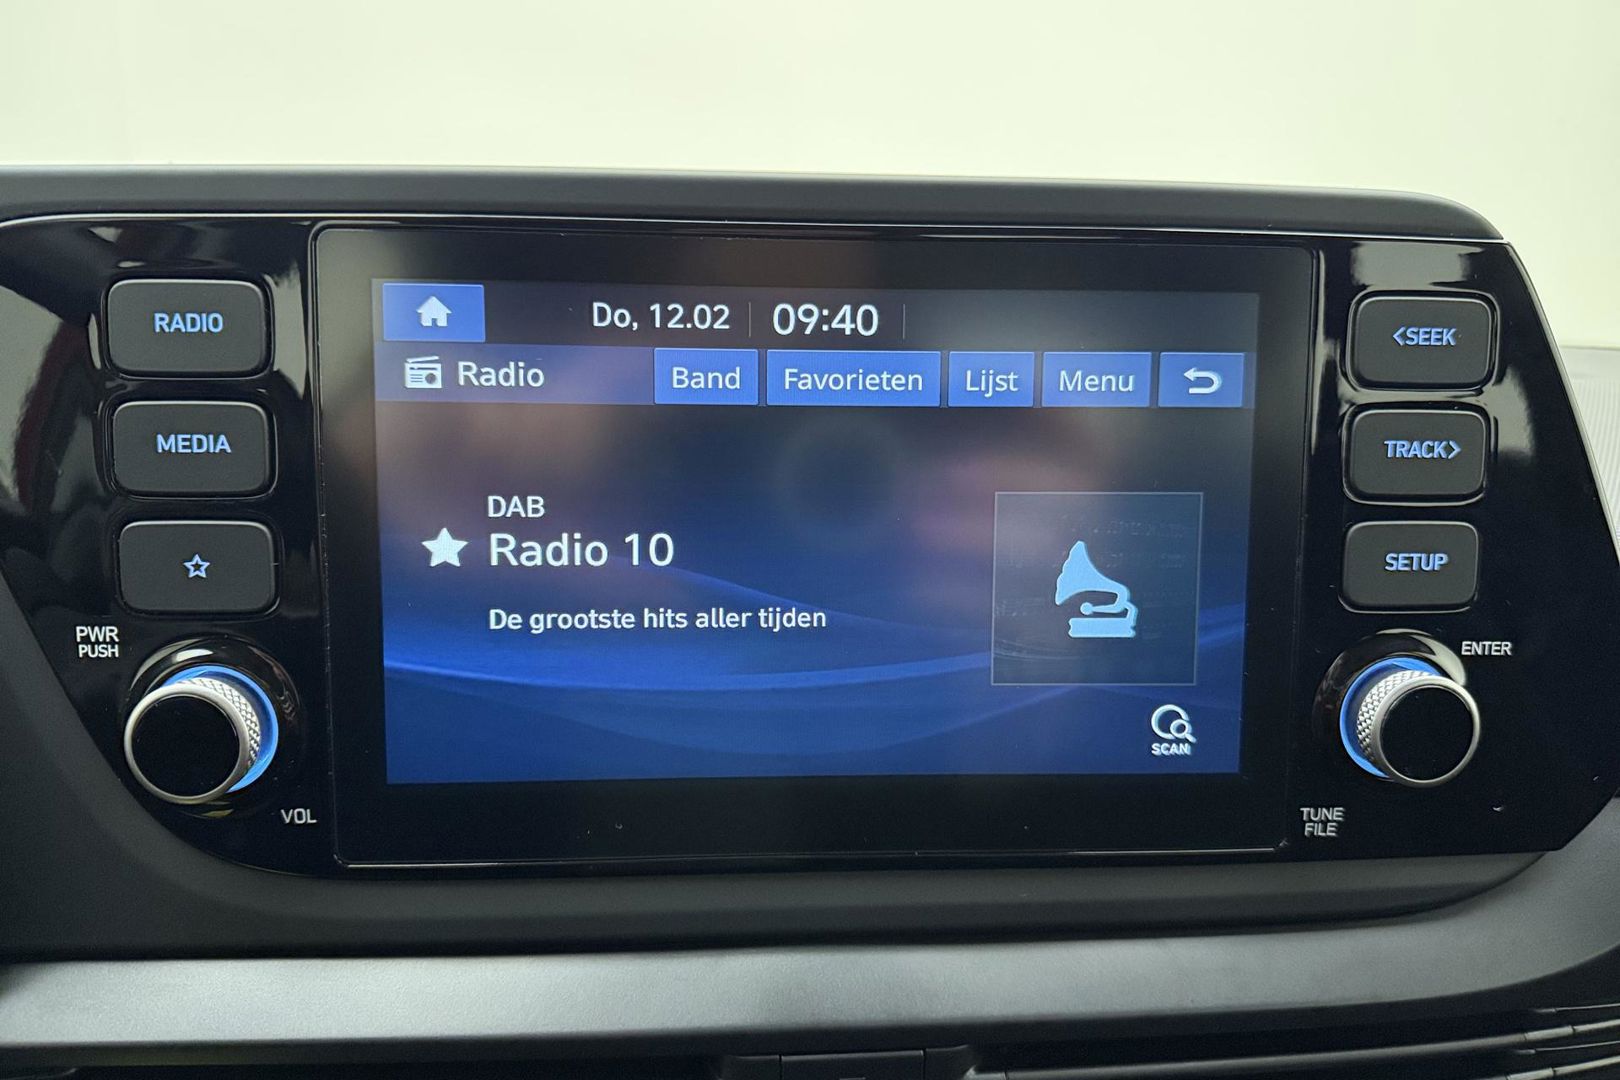 RADIO
MEDIA
PWR
PUSH
VOL
Do, 12.02
09:40
Radio
Band
Favorieten
Lijst
Menu
DAB
Radio 10
De grootste hits aller tijden
SCAN
<SEEK
TRACK>
SETUP
ENTER
TUNE
FILE